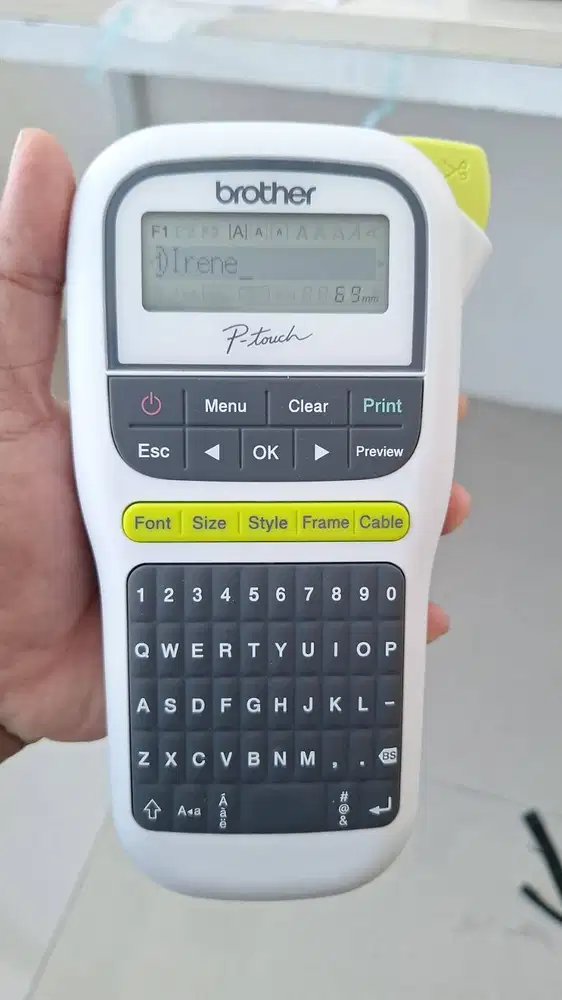 brother
F1 A A A A A A A A
1)Irene_
69mm
P-touch
Menu Clear Print
Esc ◀ OK ▶ Preview
Font Size Style Frame Cable
1 2 3 4 5 6 7 8 9 0
Q W E R T Y U I O P
A S D F G H J K L -
Z X C V B N M , . BS
A◂a Á ä ë # @ &